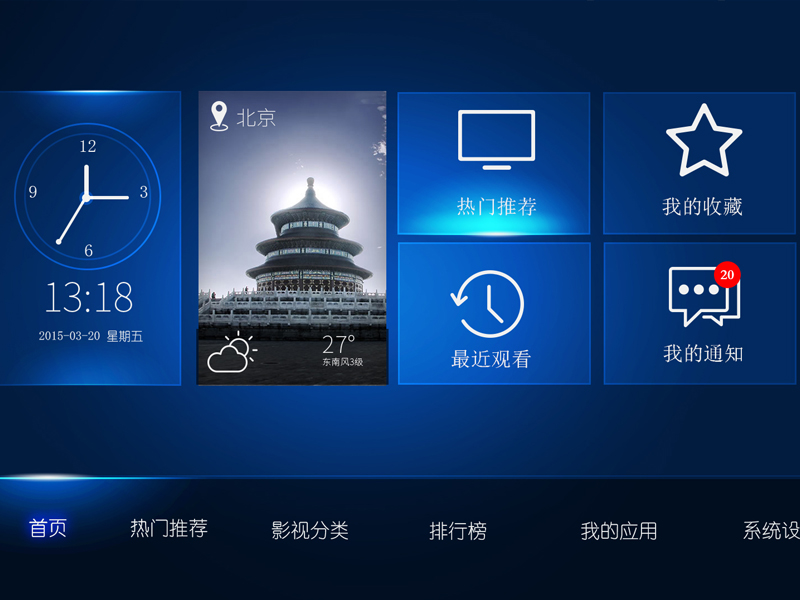 12
9
3
6
13:18
2015-03-20 星期五
北京
27°
东南风3级
热门推荐
我的收藏
最近观看
20
我的通知
首页
热门推荐
影视分类
排行榜
我的应用
系统设